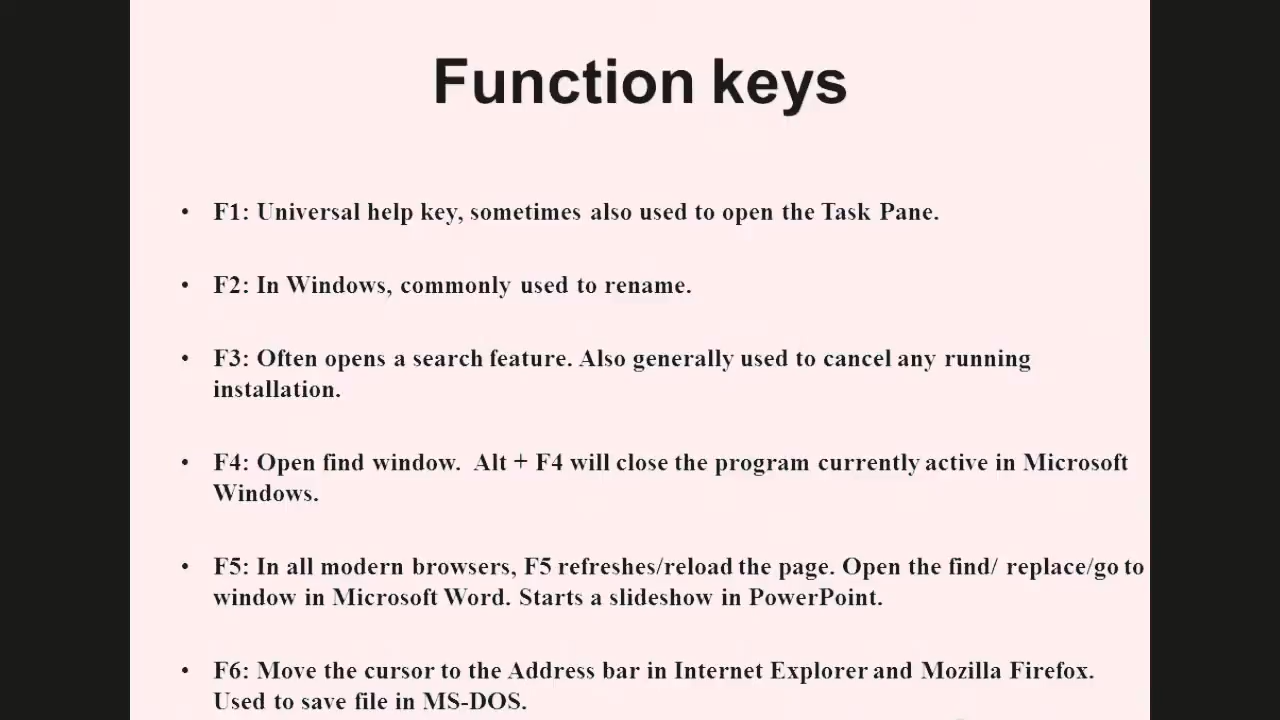 Function keys
• F1: Universal help key, sometimes also used to open the Task Pane.
• F2: In Windows, commonly used to rename.
• F3: Often opens a search feature. Also generally used to cancel any running
installation.
• F4: Open find window.  Alt + F4 will close the program currently active in Microsoft
Windows.
• F5: In all modern browsers, F5 refreshes/reload the page. Open the find/ replace/go to
window in Microsoft Word. Starts a slideshow in PowerPoint.
• F6: Move the cursor to the Address bar in Internet Explorer and Mozilla Firefox.
Used to save file in MS-DOS.